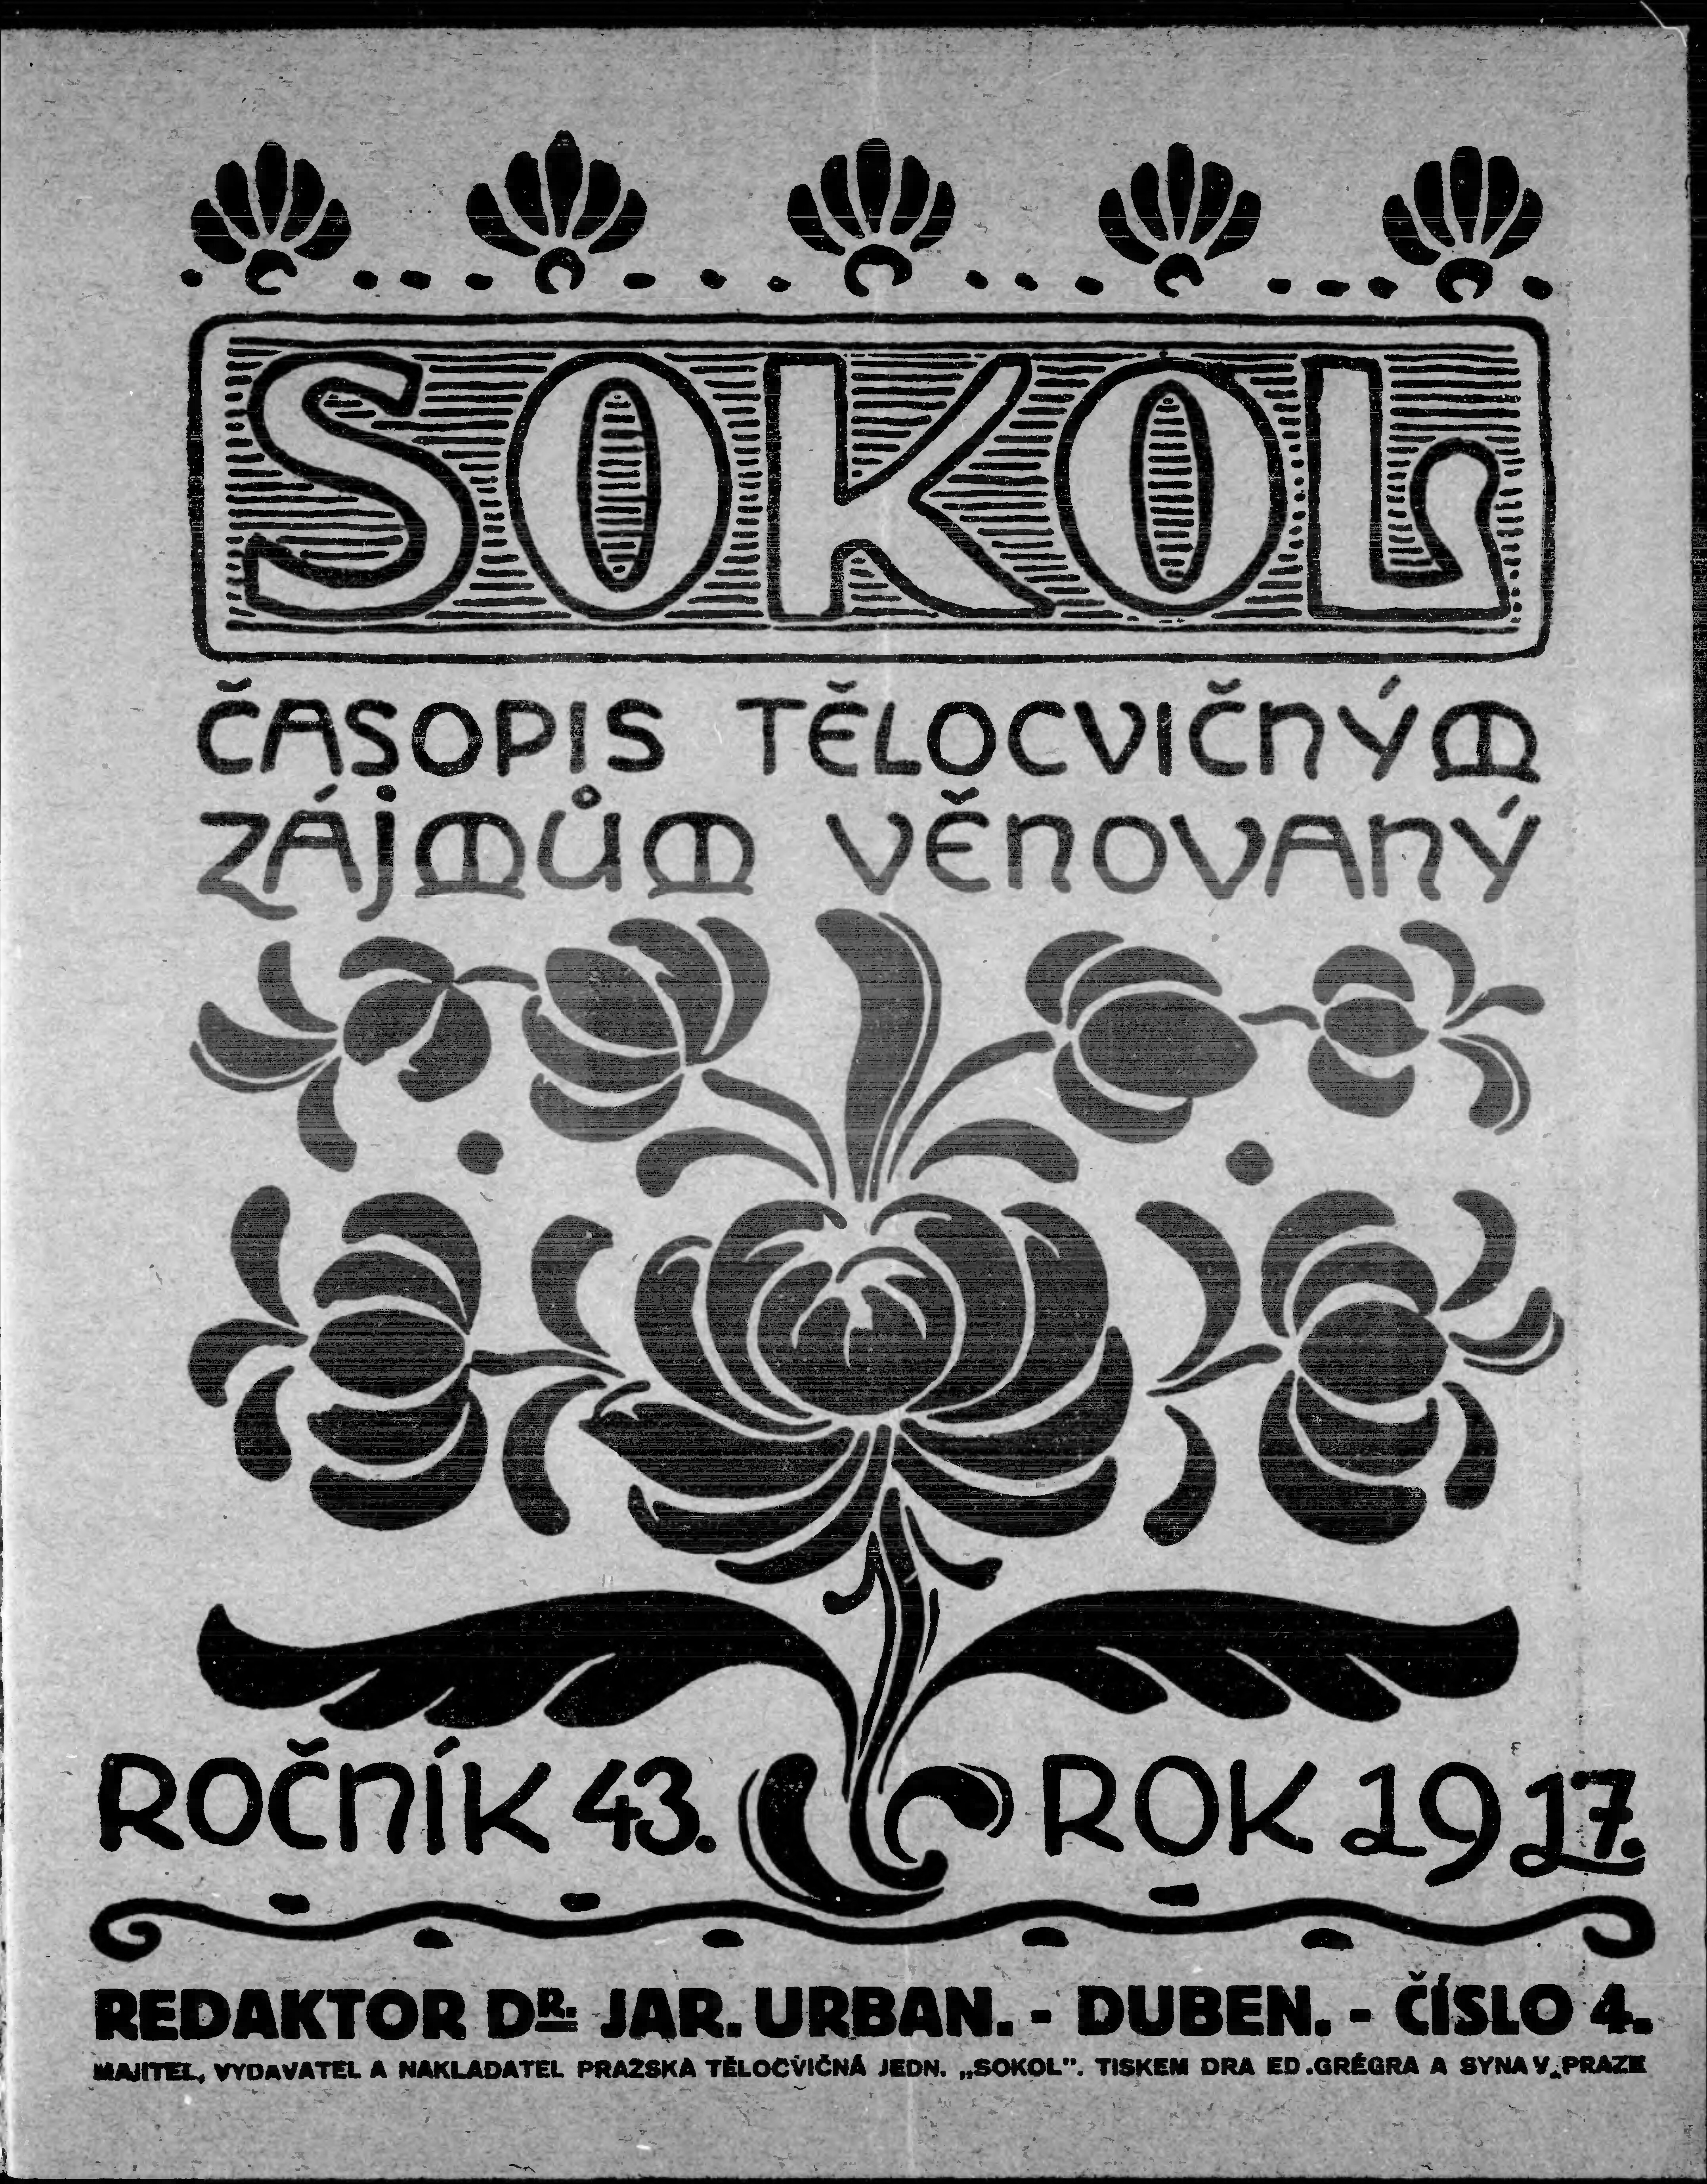 SOKOL
ČASOPIS TĚLOCVIČNÝM
ZÁJMŮM VĚNOVANÝ
ROČNÍK 43. ROK 1917.
REDAKTOR DR. JAR. URBAN. - DUBEN. - ČÍSLO 4.
MAJITEL, VYDAVATEL A NAKLADATEL PRAŽSKÁ TĚLOCVIČNÁ JEDN. „SOKOL". TISKEM DRA ED. GRÉGRA A SYNA V PRAZE